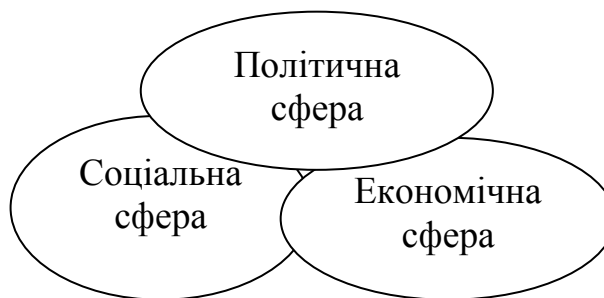 Політична
сфера
Соціальна
сфера
Економічна
сфера